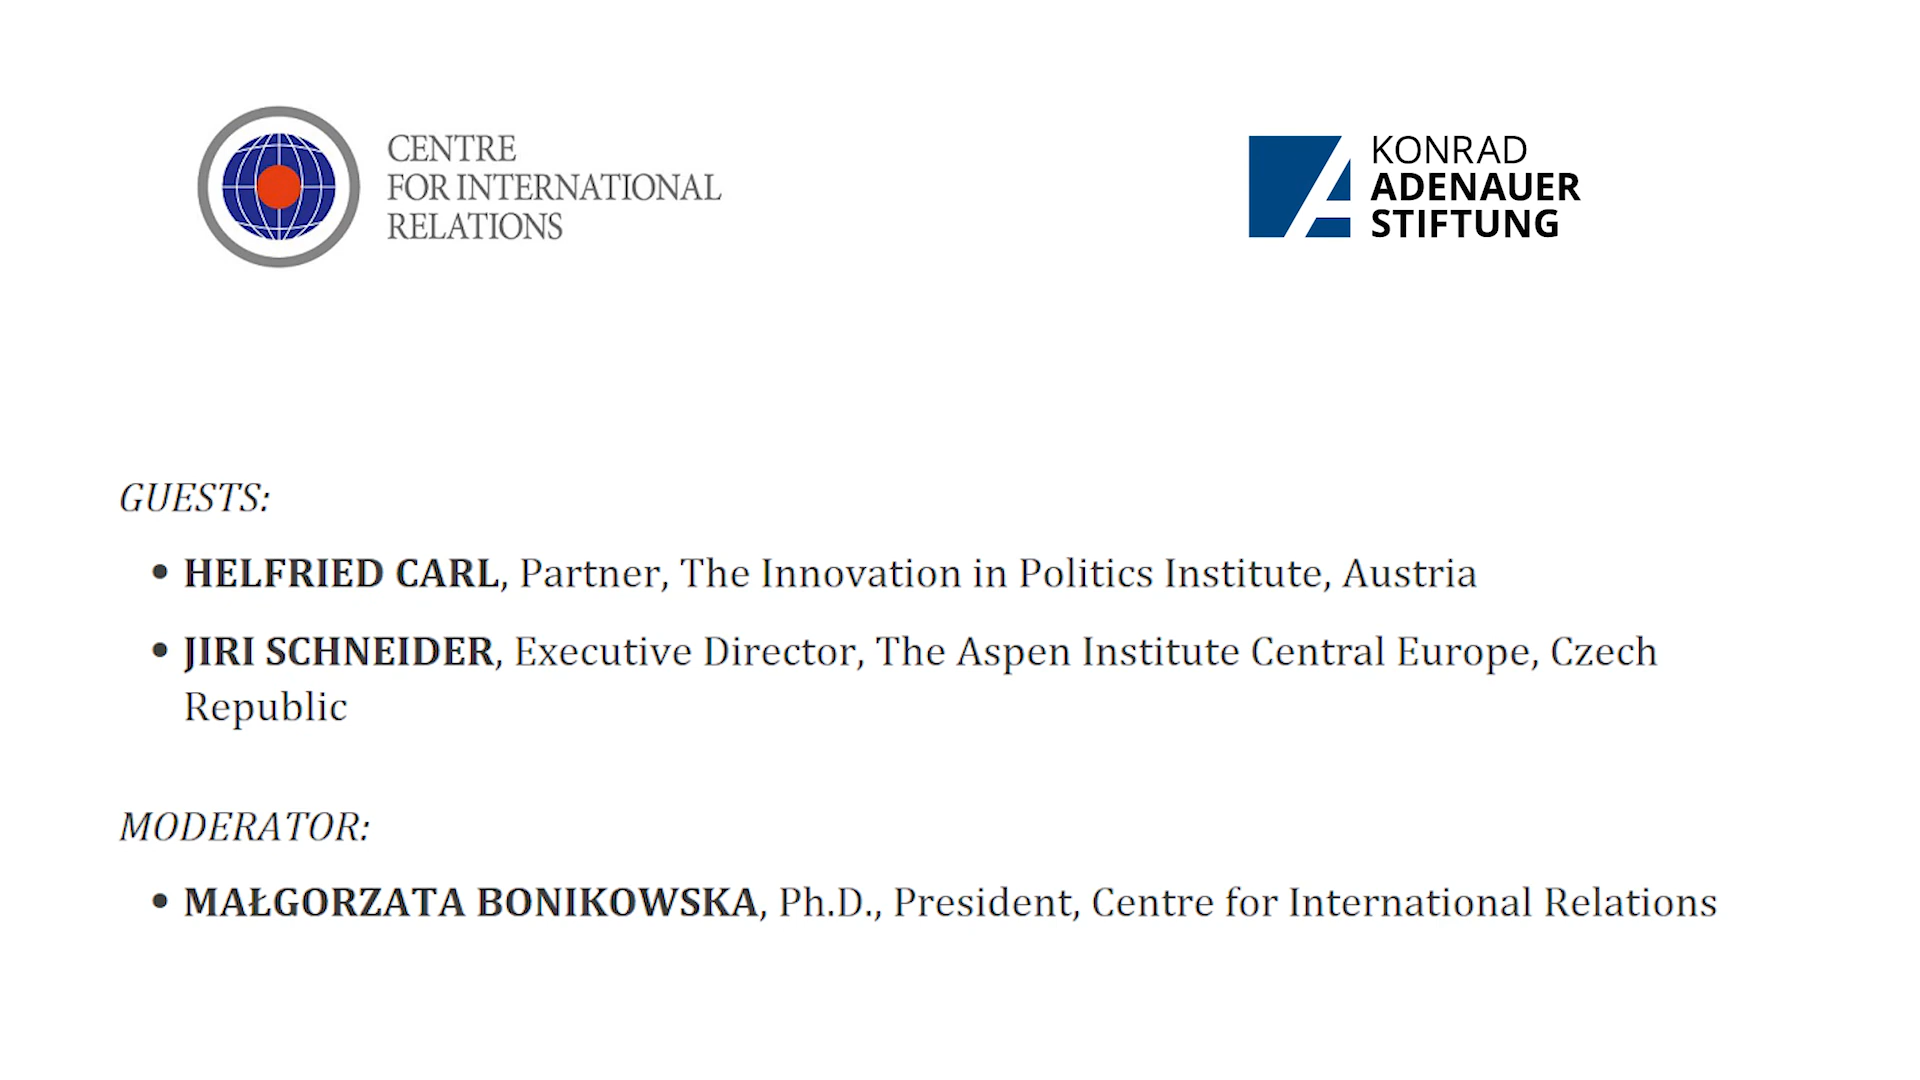 CENTRE
FOR INTERNATIONAL
RELATIONS
KONRAD
ADENAUER
STIFTUNG
GUESTS:
• HELFRIED CARL, Partner, The Innovation in Politics Institute, Austria
• JIRI SCHNEIDER, Executive Director, The Aspen Institute Central Europe, Czech
Republic
MODERATOR:
• MAŁGORZATA BONIKOWSKA, Ph.D., President, Centre for International Relations